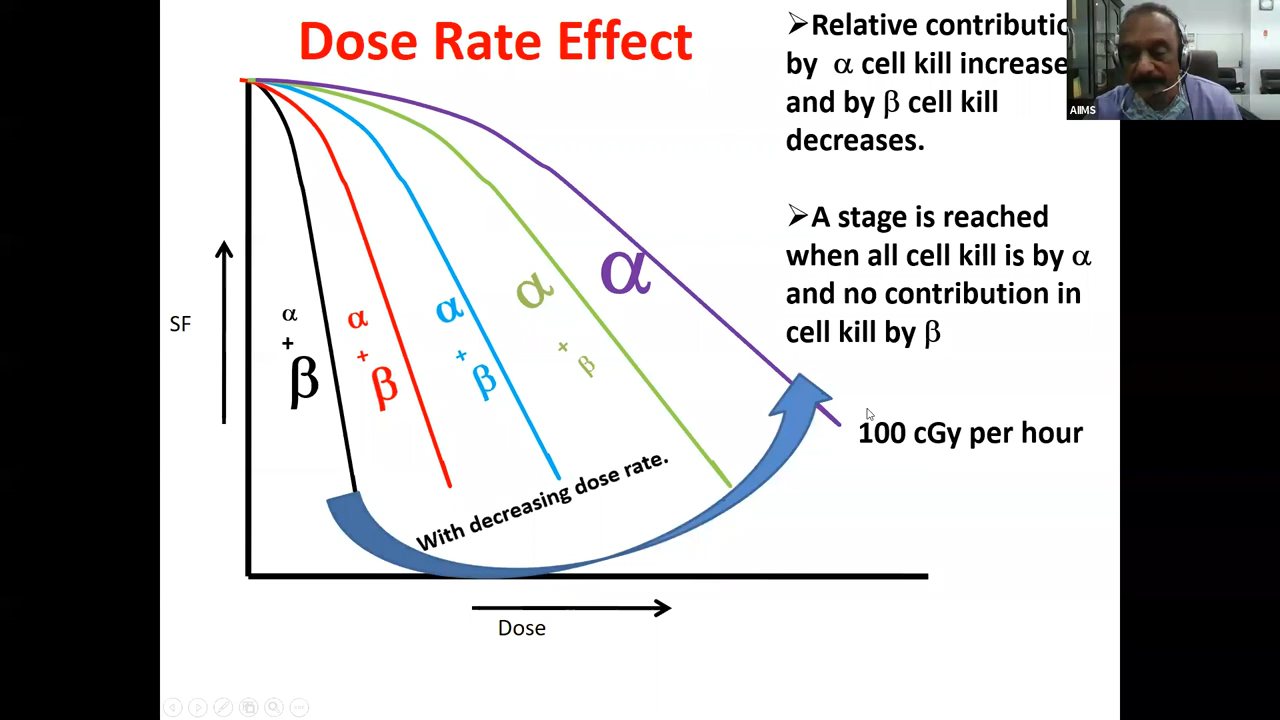 Dose Rate Effect
➢Relative
by α cell kill
and by β cell kill
decreases.
➢A stage is reached
when all cell kill is by α
and no contribution in
cell kill by β
100 cGy per hour
AIIMS
SF
α
+
β
α
+
β
α
+
β
α
+
β
α
With decreasing dose rate.
Dose